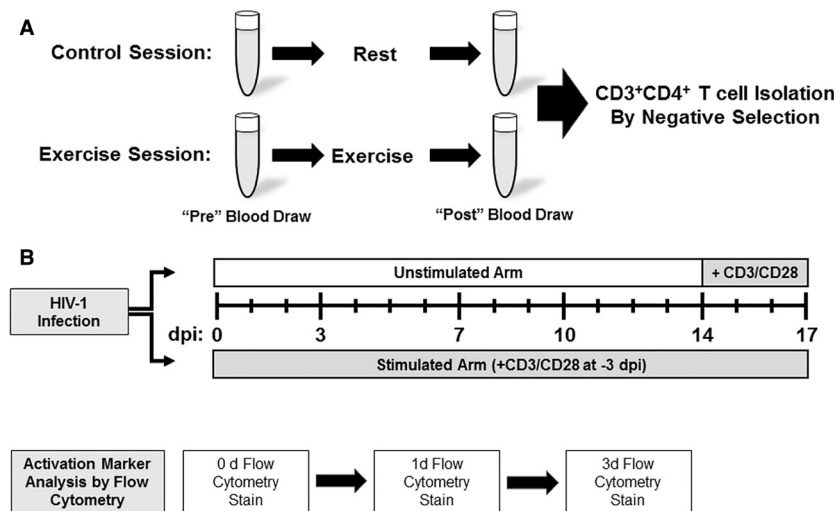 A
Control Session:
Rest
CD3⁺CD4⁺ T cell Isolation
By Negative Selection
Exercise Session:
Exercise
“Pre” Blood Draw
“Post” Blood Draw
B
HIV-1
Infection
Unstimulated Arm
+ CD3/CD28
dpi: 0 3 7 10 14 17
Stimulated Arm (+CD3/CD28 at -3 dpi)
Activation Marker
Analysis by Flow
Cytometry
0 d Flow
Cytometry
Stain
1d Flow
Cytometry
Stain
3d Flow
Cytometry
Stain